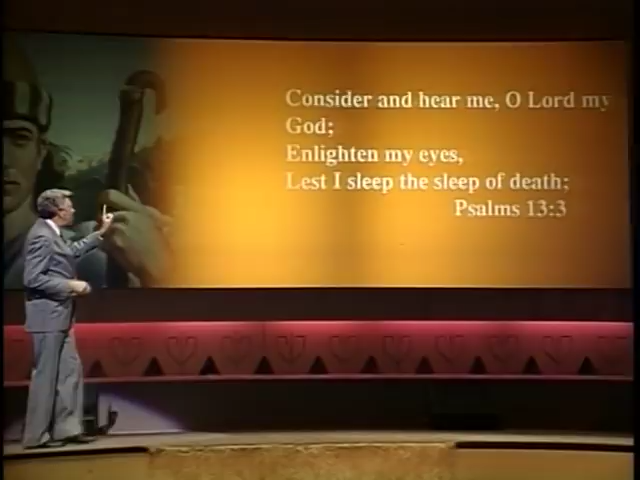 Consider and hear me, O Lord my
God;
Enlighten my eyes,
Lest I sleep the sleep of death;
Psalms 13:3